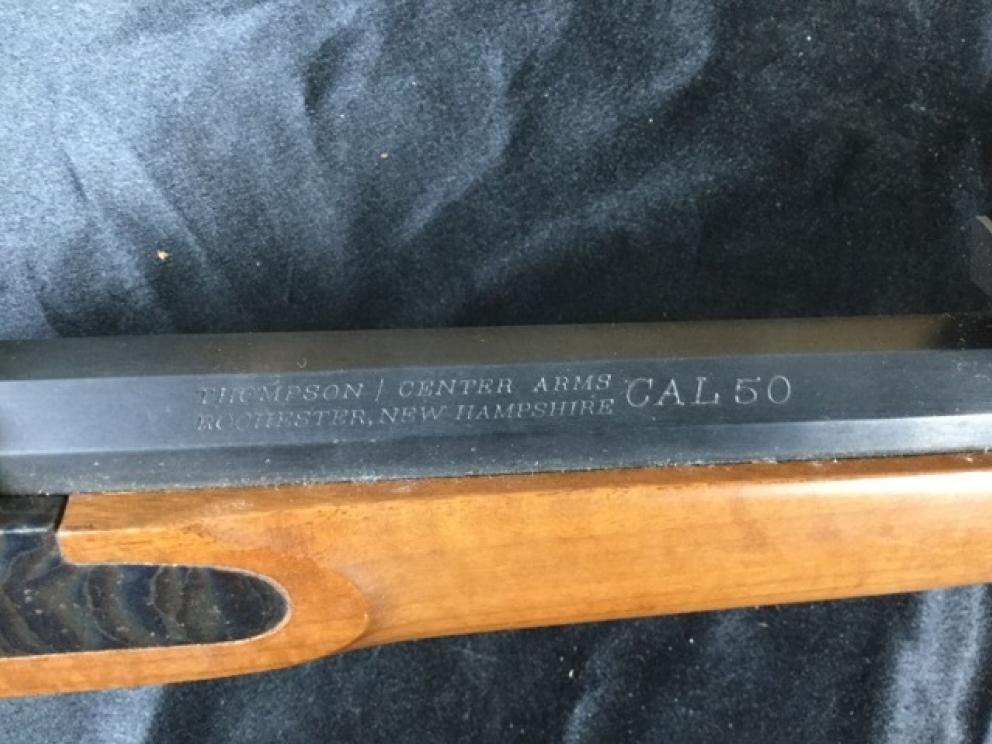 THOMPSON / CENTER ARMS
ROCHESTER, NEW HAMPSHIRE
CAL 50